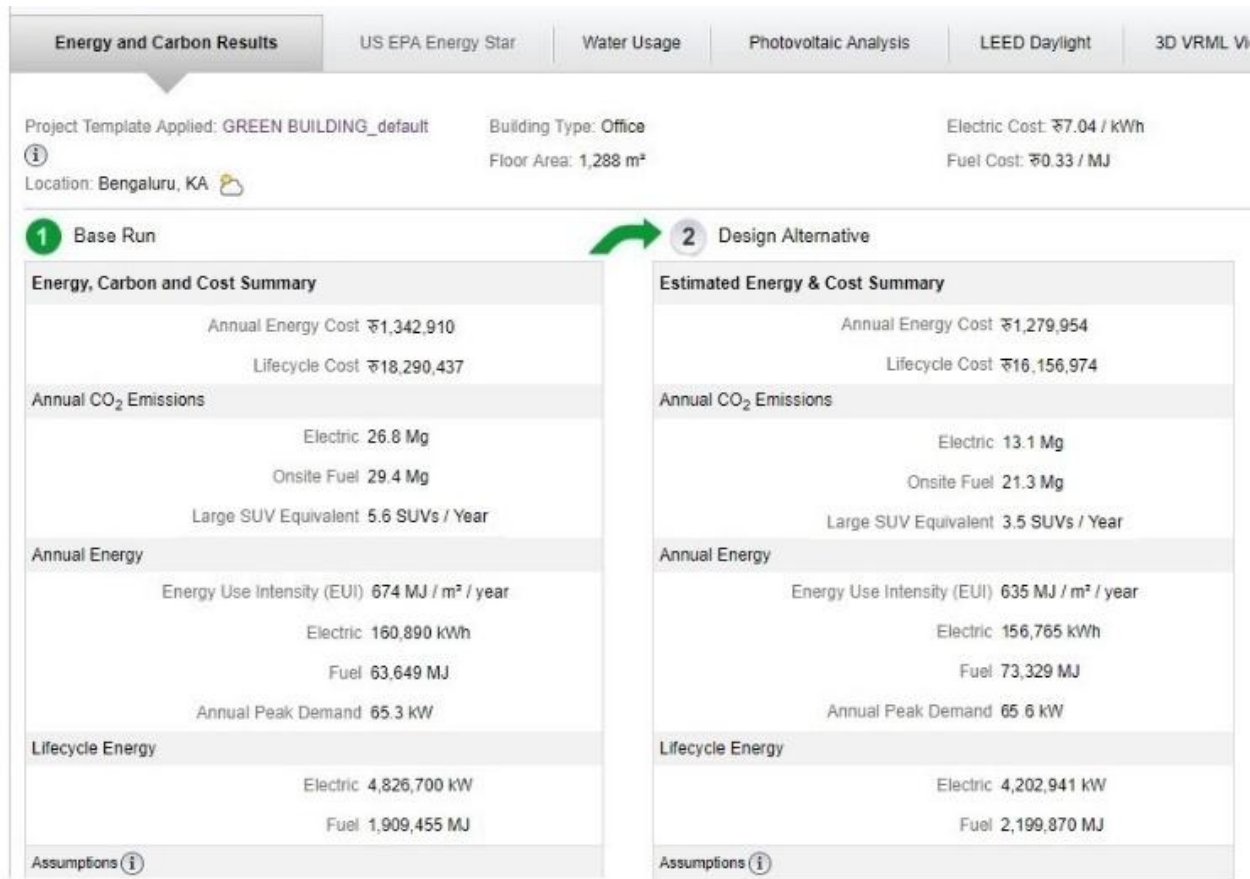 Energy and Carbon Results US EPA Energy Star Water Usage Photovoltaic Analysis LEED Daylight 3D VRML Vi
Project Template Applied: GREEN BUILDING_default Building Type: Office Electric Cost: रु7.04 / kWh
i
Floor Area: 1,288 m² Fuel Cost: रु0.33 / MJ
Location: Bengaluru, KA
1 Base Run 2 Design Alternative
Energy, Carbon and Cost Summary
Annual Energy Cost रु1,342,910
Lifecycle Cost रु18,290,437
Annual CO₂ Emissions
Electric 26.8 Mg
Onsite Fuel 29.4 Mg
Large SUV Equivalent 5.6 SUVs / Year
Annual Energy
Energy Use Intensity (EUI) 674 MJ / m² / year
Electric 160,890 kWh
Fuel 63,649 MJ
Annual Peak Demand 65.3 kW
Lifecycle Energy
Electric 4,826,700 kW
Fuel 1,909,455 MJ
Assumptions i
Estimated Energy & Cost Summary
Annual Energy Cost रु1,279,954
Lifecycle Cost रु16,156,974
Annual CO₂ Emissions
Electric 13.1 Mg
Onsite Fuel 21.3 Mg
Large SUV Equivalent 3.5 SUVs / Year
Annual Energy
Energy Use Intensity (EUI) 635 MJ / m² / year
Electric 156,765 kWh
Fuel 73,329 MJ
Annual Peak Demand 65 6 kW
Lifecycle Energy
Electric 4,202,941 kW
Fuel 2,199,870 MJ
Assumptions i